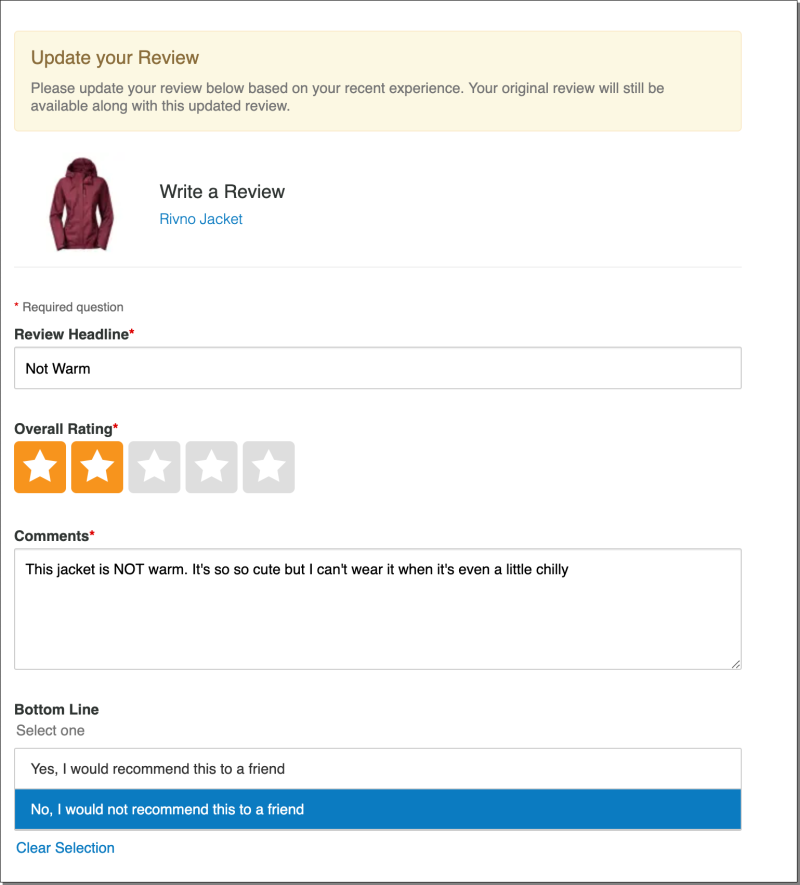 Update your Review
Please update your review below based on your recent experience. Your original review will still be
available along with this updated review.
Write a Review
Rivno Jacket
* Required question
Review Headline*
Not Warm
Overall Rating*
Comments*
This jacket is NOT warm. It's so so cute but I can't wear it when it's even a little chilly
Bottom Line
Select one
Yes, I would recommend this to a friend
No, I would not recommend this to a friend
Clear Selection